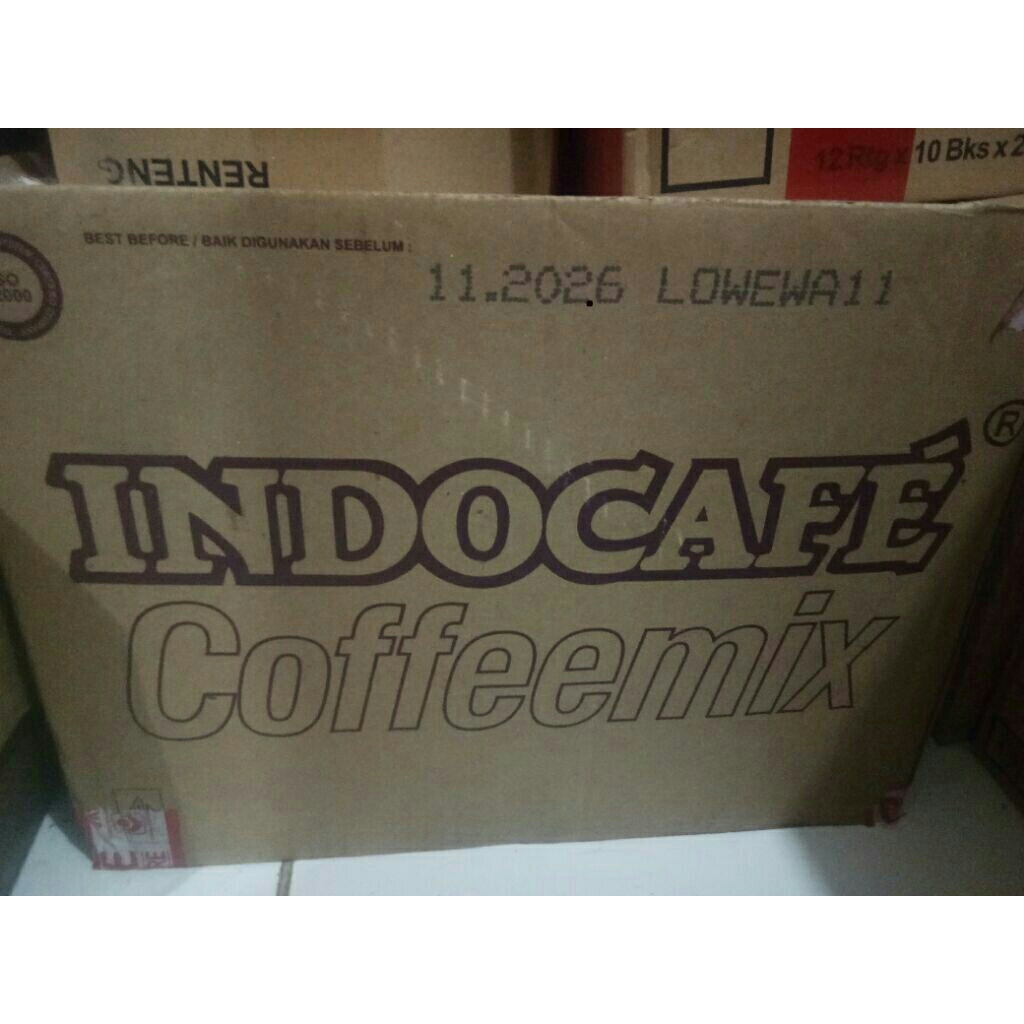 RENTENG
12 Rtg x 10 Bks x 2
BEST BEFORE / BAIK DIGUNAKAN SEBELUM :
11.2026 LOWEWA11
INDOCAFÉ ®
Coffeemix